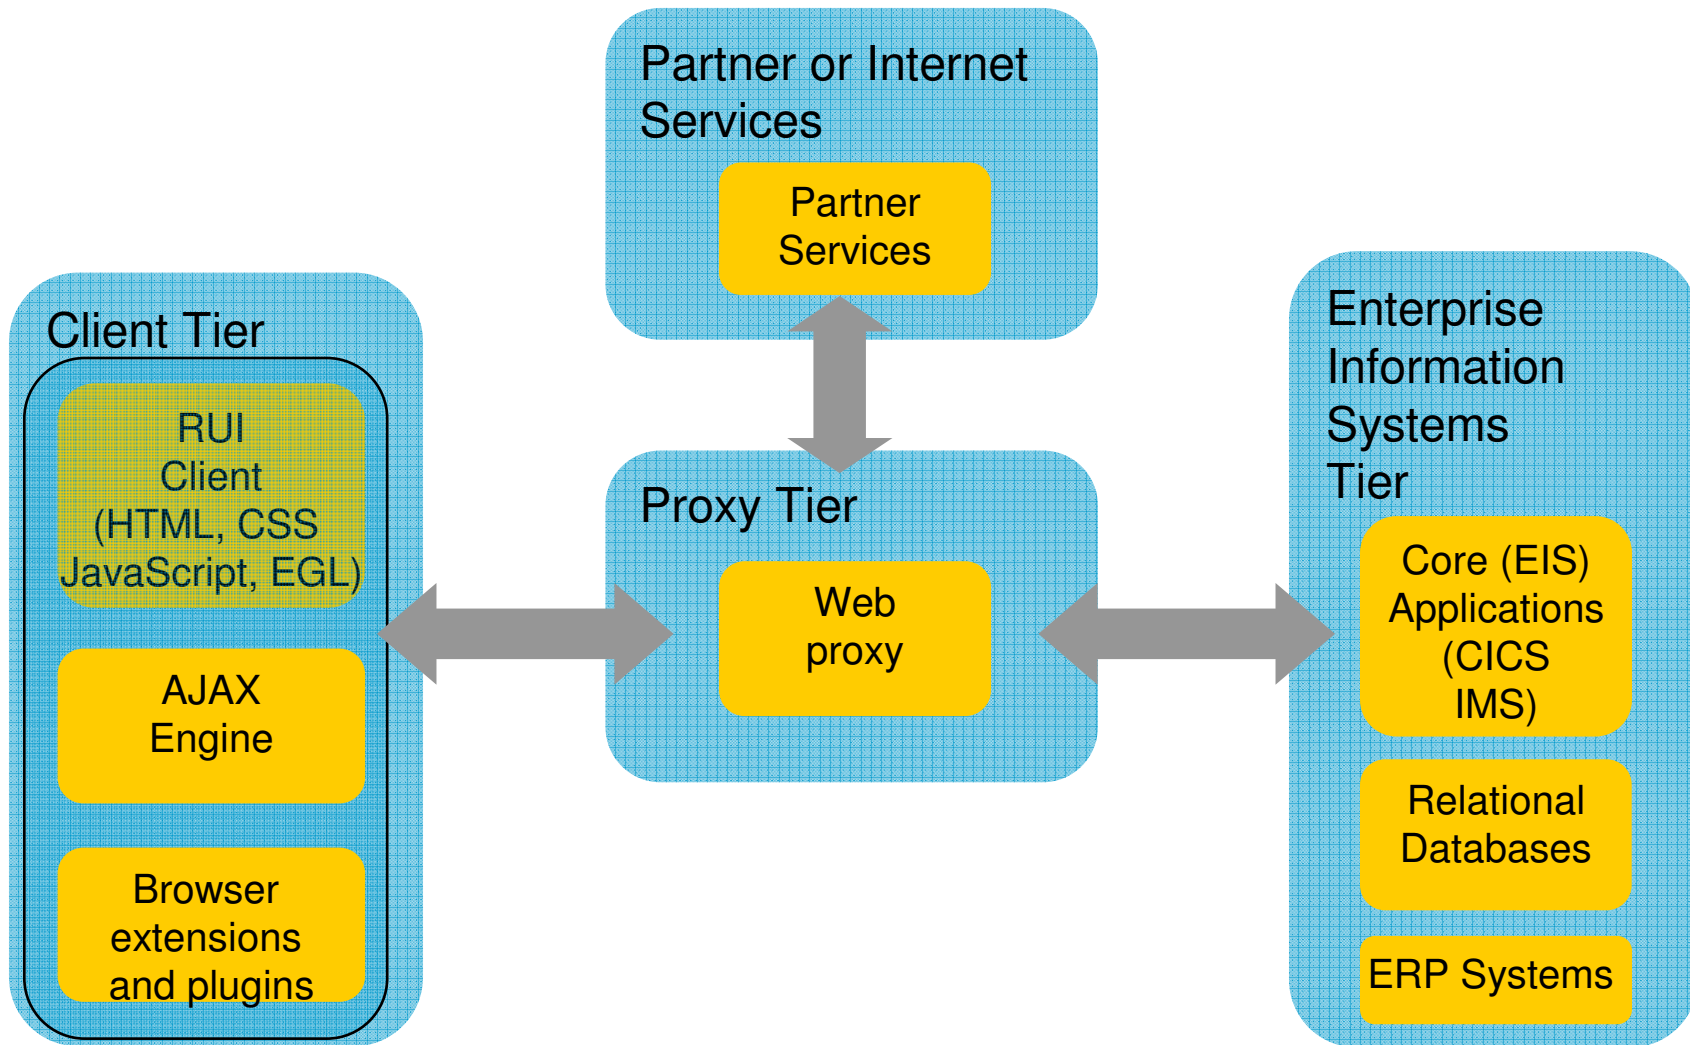 Partner or Internet
Services
Partner
Services
Client Tier
RUI
Client
(HTML, CSS
JavaScript, EGL)
AJAX
Engine
Browser
extensions
and plugins
Proxy Tier
Web
proxy
Enterprise
Information
Systems
Tier
Core (EIS)
Applications
(CICS
IMS)
Relational
Databases
ERP Systems